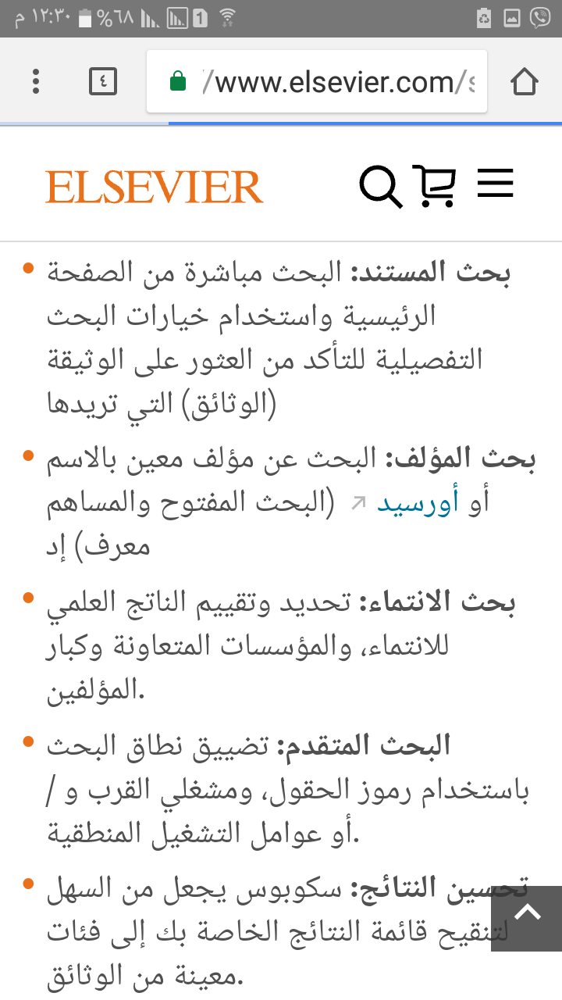 ١٢:٣٠ م
%٦٨
1
٤
/www.elsevier.com/s
ELSEVIER
بحث المستند: البحث مباشرة من الصفحة
الرئيسية واستخدام خيارات البحث
التفصيلية للتأكد من العثور على الوثيقة
(الوثائق) التي تريدها
بحث المؤلف: البحث عن مؤلف معين بالاسم
أو أورسيد (البحث المفتوح والمساهم
معرف) إد
بحث الانتماء: تحديد وتقييم الناتج العلمي
للانتماء، والمؤسسات المتعاونة وكبار
المؤلفين.
البحث المتقدم: تضييق نطاق البحث
باستخدام رموز الحقول، ومشغلي القرب و /
أو عوامل التشغيل المنطقية.
تحسين النتائج: سكوبوس يجعل من السهل
لتنقيح قائمة النتائج الخاصة بك إلى فئات
معينة من الوثائق.